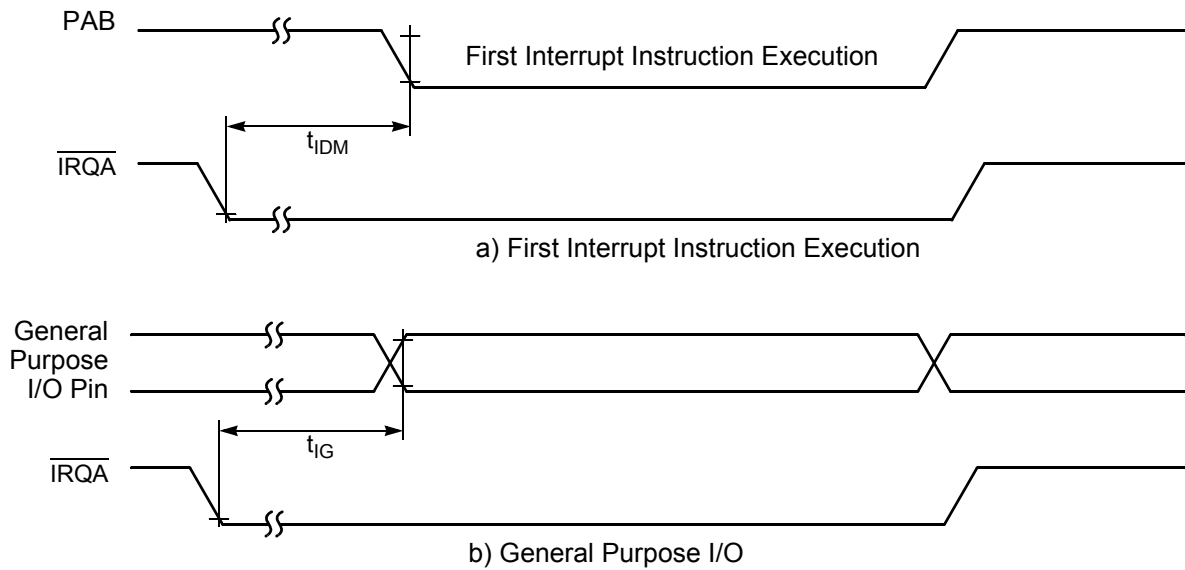 PAB
First Interrupt Instruction Execution
tIDM
IRQA
a) First Interrupt Instruction Execution
General
Purpose
I/O Pin
tIG
IRQA
b) General Purpose I/O